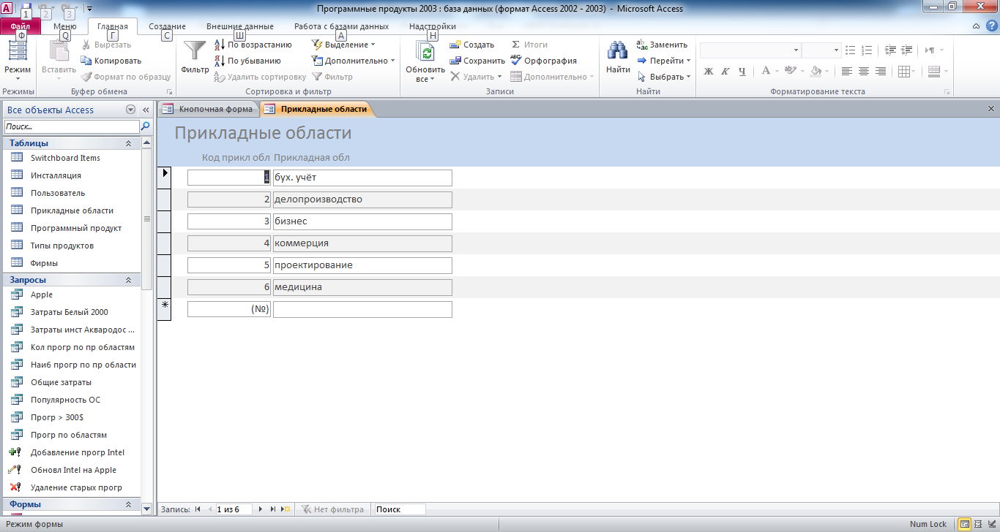 Программные продукты 2003 : база данных (формат Access 2002 - 2003) - Microsoft Access
1 2 3
Файл Меню Главная Создание Внешние данные Работа с базами данных Надстройки
Ф Q Г С Ш А Н
Режим
Режимы
Вставить
Вырезать
Копировать
Формат по образцу
Буфер обмена
Фильтр
По возрастанию
По убыванию
Удалить сортировку
Выделение
Дополнительно
Фильтр
Сортировка и фильтр
Обновить
все
Создать
Сохранить
Удалить
Итоги
Орфография
Дополнительно
Записи
Найти
Заменить
Перейти
Выбрать
Найти
Ж К Ч
Форматирование текста
Все объекты Access
Поиск...
Таблицы
Switchboard Items
Инсталляция
Пользователь
Прикладные области
Программный продукт
Типы продуктов
Фирмы
Запросы
Apple
Затраты Белый 2000
Затраты инст Аквародос ...
Кол прогр по пр областям
Наиб прогр по пр области
Общие затраты
Популярность ОС
Прогр > 300$
Прогр по областям
Добавление прогр Intel
Обновл Intel на Apple
Удаление старых прогр
Формы
Кнопочная форма Прикладные области
Прикладные области
Код прикл обл Прикладная обл
1 бух. учёт
2 делопроизводство
3 бизнес
4 коммерция
5 проектирование
6 медицина
(№)
Запись: 1 из 6 Нет фильтра Поиск
Режим формы Num Lock